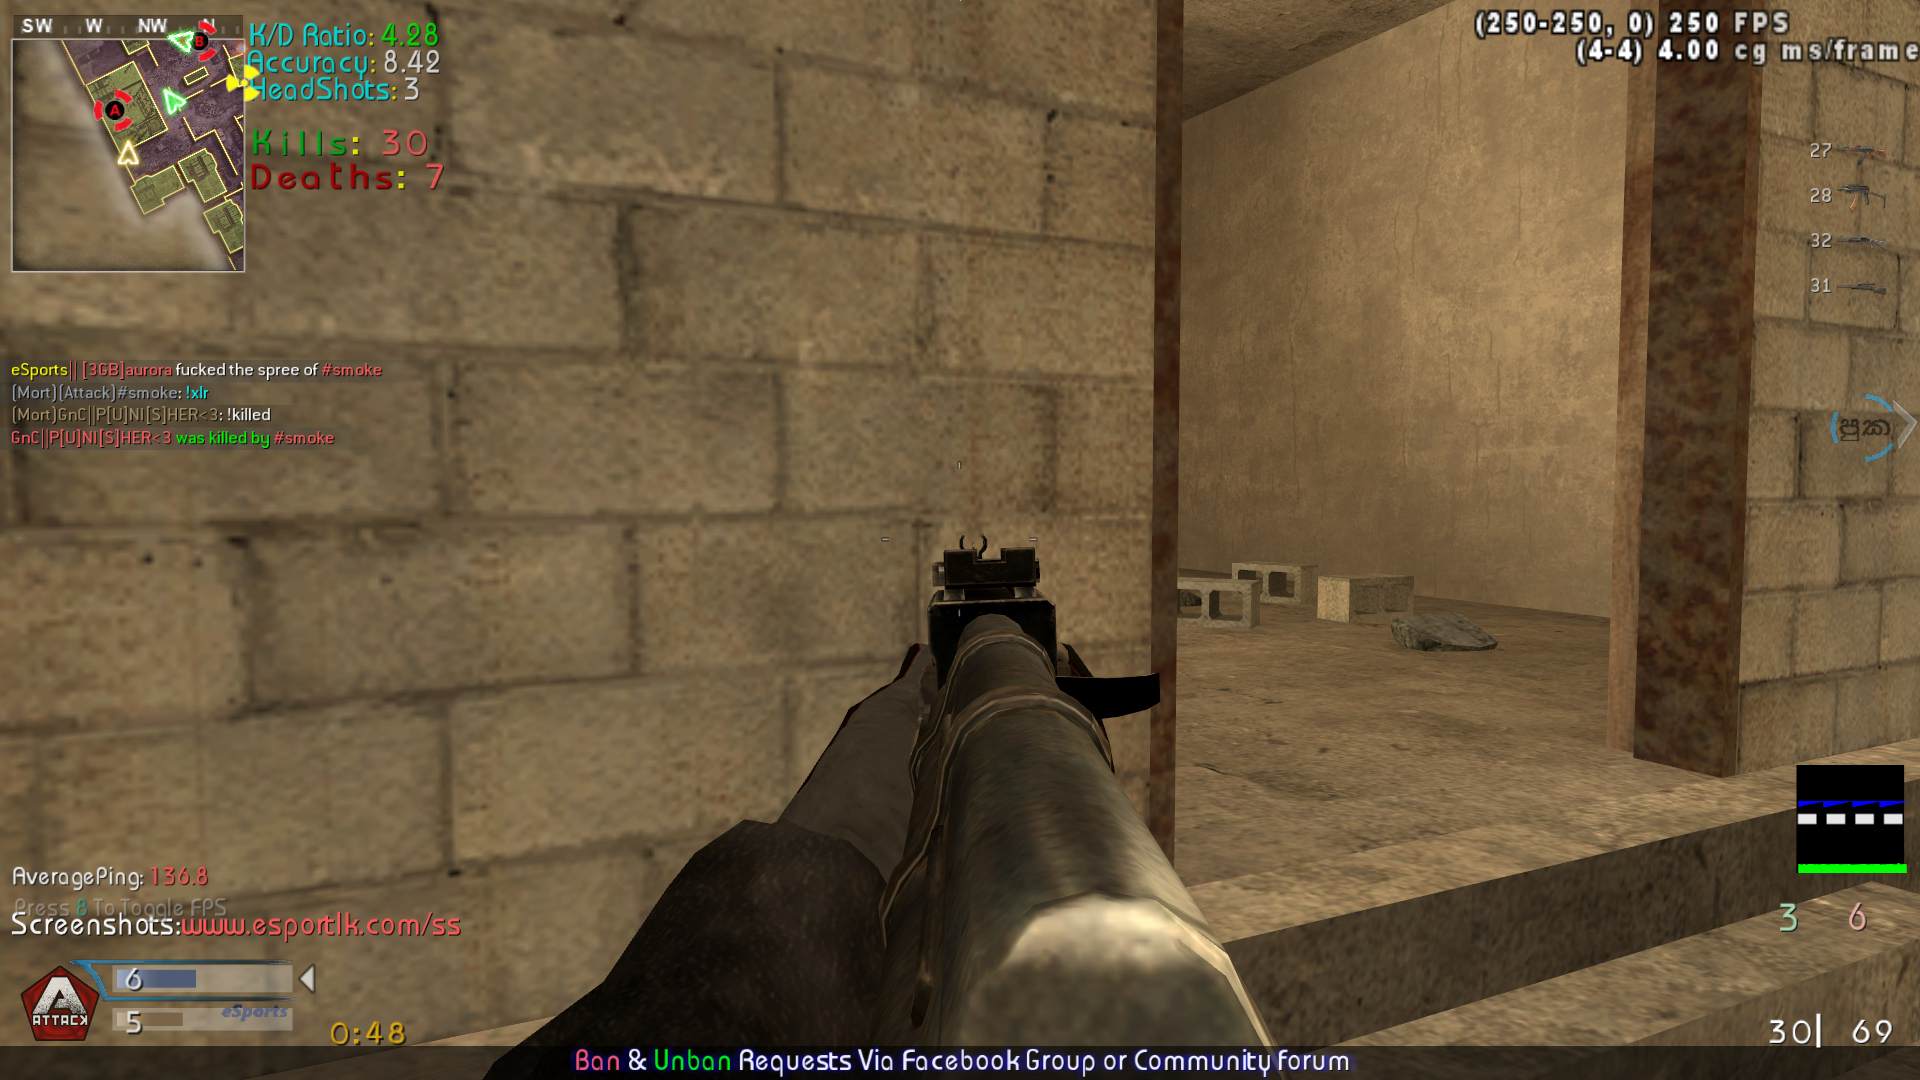 SW W NW N
B
A
K/D Ratio: 4.28
Accuracy: 8.42
HeadShots: 3
Kills: 30
Deaths: 7
(250-250, 0) 250 FPS
(4-4) 4.00 cg ms/frame
27
28
32
31
eSports|| [3GB]aurora fucked the spree of #smoke
(Mort)[Attack]#smoke: !xlr
(Mort)GnC||P[U]NI[S]HER<3: !killed
GnC||P[U]NI[S]HER<3 was killed by #smoke
AveragePing: 136.8
Press 8 To Toggle FPS
Screenshots:www.esportlk.com/ss
3 6
A
ATTACK
6
5
eSports
0:48
30| 69
Ban & Unban Requests Via Facebook Group or Community Forum